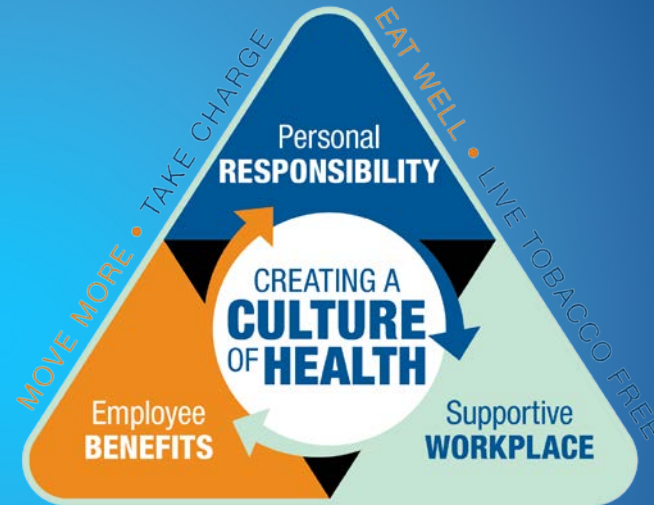 MOVE MORE • TAKE CHARGE
EAT WELL • LIVE TOBACCO FREE
Personal
RESPONSIBILITY
CREATING A
CULTURE
OF HEALTH
Employee
BENEFITS
Supportive
WORKPLACE